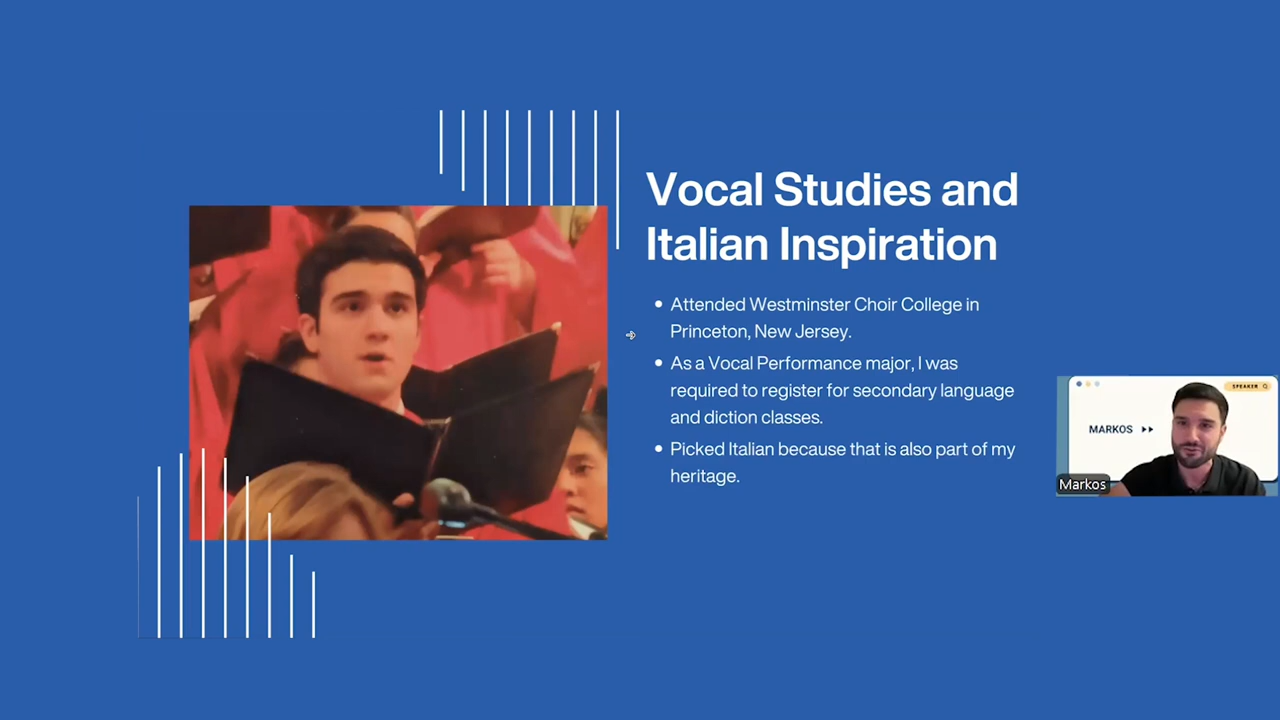 Vocal Studies and
Italian Inspiration
• Attended Westminster Choir College in
Princeton, New Jersey.
• As a Vocal Performance major, I was
required to register for secondary language
and diction classes.
• Picked Italian because that is also part of my
heritage.
SPEAKER
MARKOS
Markos